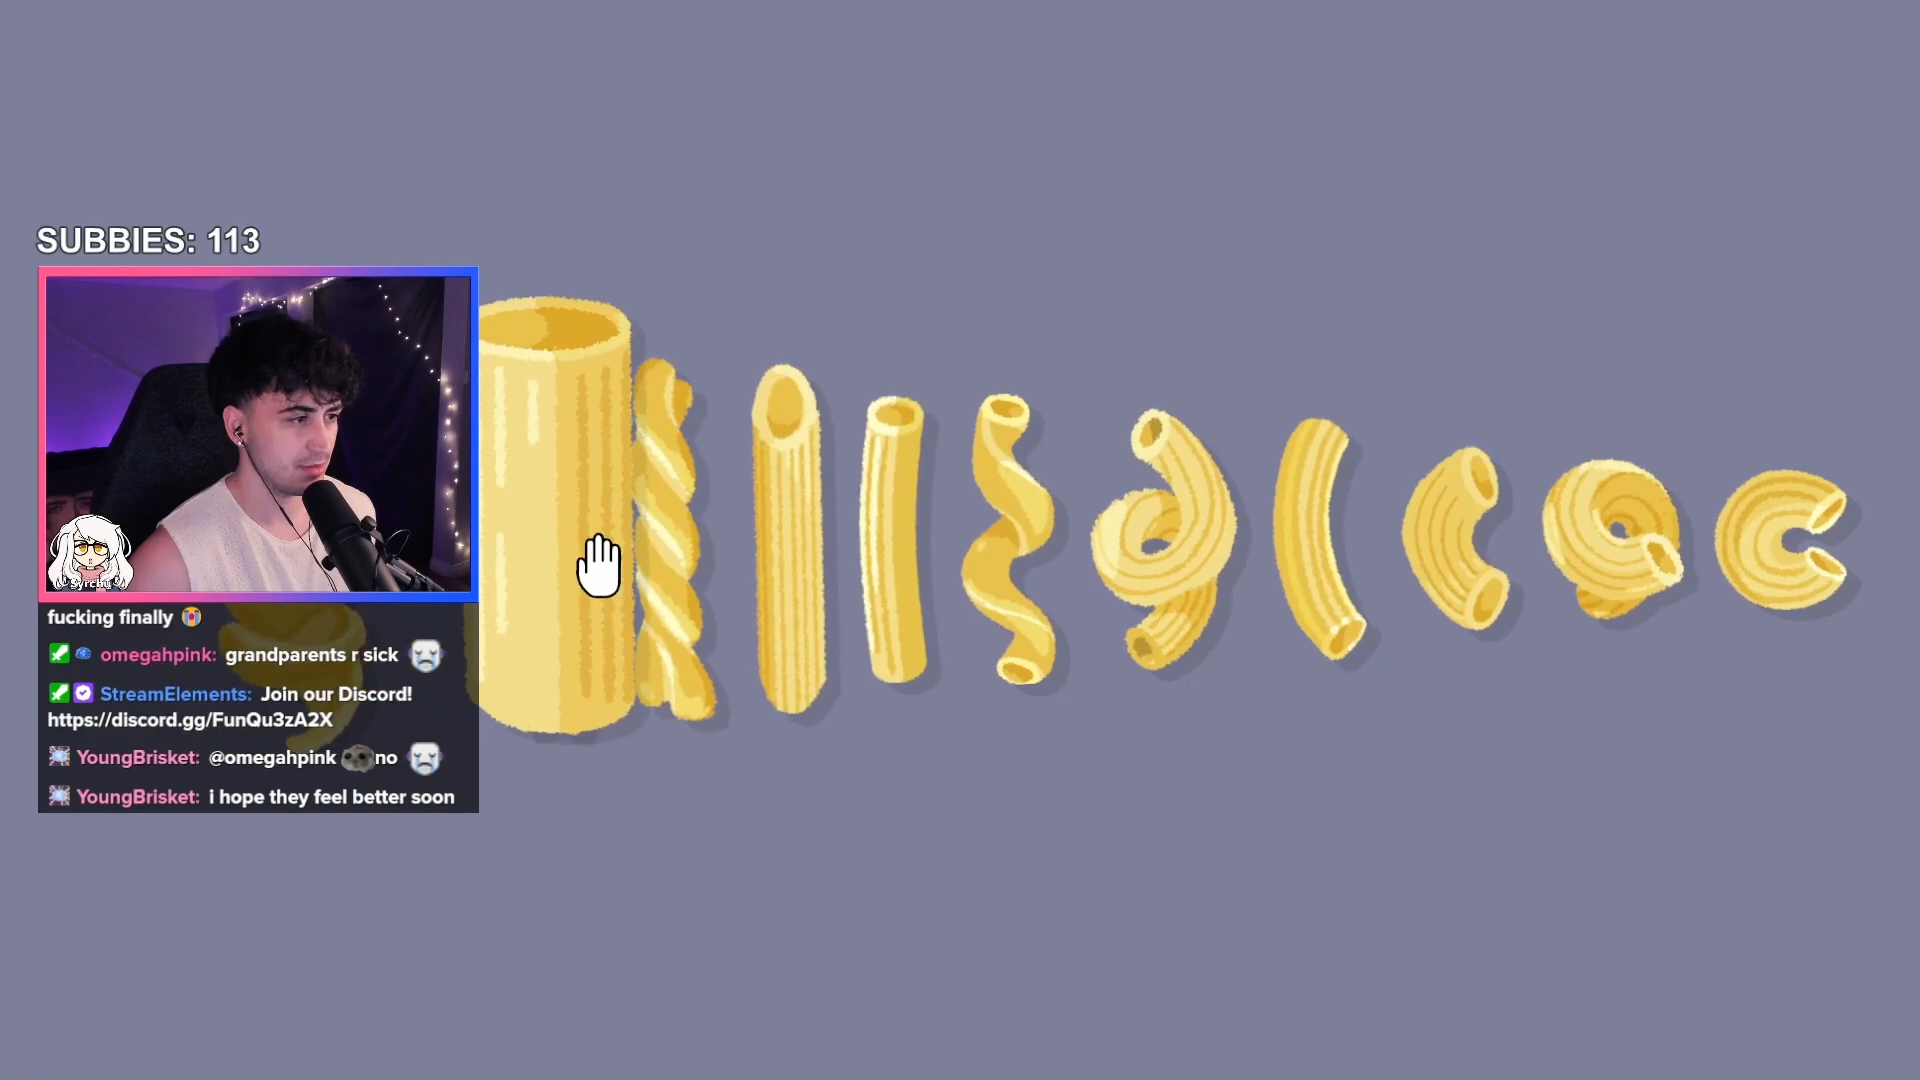 SUBBIES: 113
Syrchi
fucking finally 😭
omegahpink: grandparents r sick
StreamElements: Join our Discord!
https://discord.gg/FunQu3zA2X
YoungBrisket: @omegahpink no
YoungBrisket: i hope they feel better soon